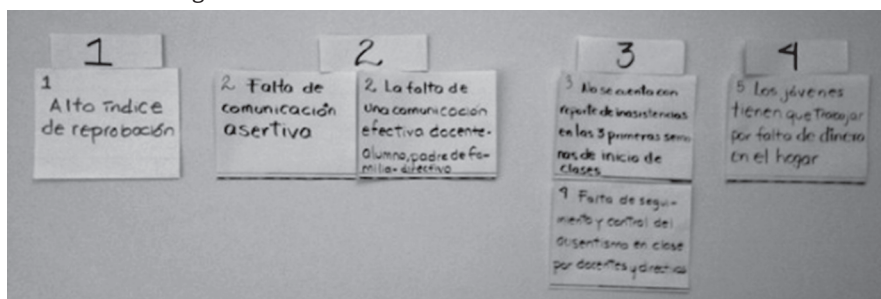 1
1
Alto índice
de reprobación
2
2 Falta de
comunicación
asertiva
2 La falta de
una comunicación
efectiva docente-
alumno, padre de fa-
milia-directivo
3
3 No se cuenta con
reporte de inasistencias
en las 3 primeras sema
nas de inicio de
clases
4 Falta de segui-
miento y control del
ausentismo en clase
por docentes y directivos
4
5 Los jóvenes
tienen que Trabajar
por falta de dinero
en el hogar